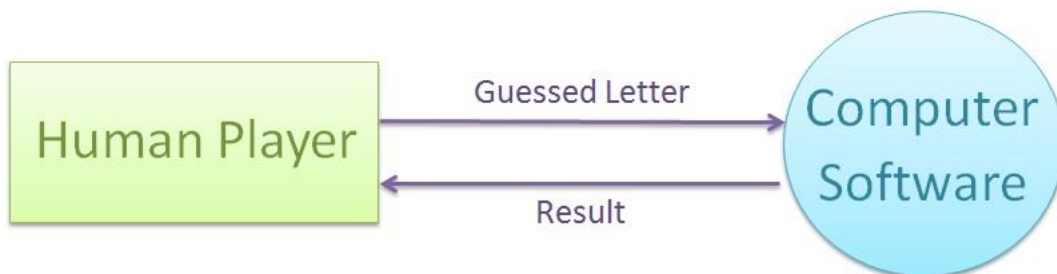 Human Player
Guessed Letter
Result
Computer
Software